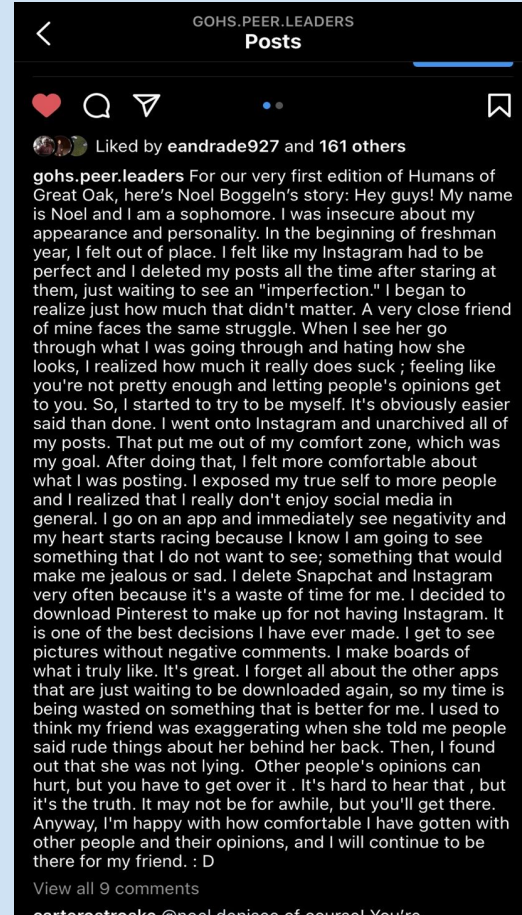 GOHS.PEER.LEADERS
Posts
Liked by eandrade927 and 161 others
gohs.peer.leaders For our very first edition of Humans of
Great Oak, here's Noel Boggeln's story: Hey guys! My name
is Noel and I am a sophomore. I was insecure about my
appearance and personality. In the beginning of freshman
year, I felt out of place. I felt like my Instagram had to be
perfect and I deleted my posts all the time after staring at
them, just waiting to see an "imperfection." I began to
realize just how much that didn't matter. A very close friend
of mine faces the same struggle. When I see her go
through what I was going through and hating how she
looks, I realized how much it really does suck ; feeling like
you're not pretty enough and letting people's opinions get
to you. So, I started to try to be myself. It's obviously easier
said than done. I went onto Instagram and unarchived all of
my posts. That put me out of my comfort zone, which was
my goal. After doing that, I felt more comfortable about
what I was posting. I exposed my true self to more people
and I realized that I really don't enjoy social media in
general. I go on an app and immediately see negativity and
my heart starts racing because I know I am going to see
something that I do not want to see; something that would
make me jealous or sad. I delete Snapchat and Instagram
very often because it's a waste of time for me. I decided to
download Pinterest to make up for not having Instagram. It
is one of the best decisions I have ever made. I get to see
pictures without negative comments. I make boards of
what i truly like. It's great. I forget all about the other apps
that are just waiting to be downloaded again, so my time is
being wasted on something that is better for me. I used to
think my friend was exaggerating when she told me people
said rude things about her behind her back. Then, I found
out that she was not lying.  Other people's opinions can
hurt, but you have to get over it . It's hard to hear that , but
it's the truth. It may not be for awhile, but you'll get there.
Anyway, I'm happy with how comfortable I have gotten with
other people and their opinions, and I will continue to be
there for my friend. : D
View all 9 comments